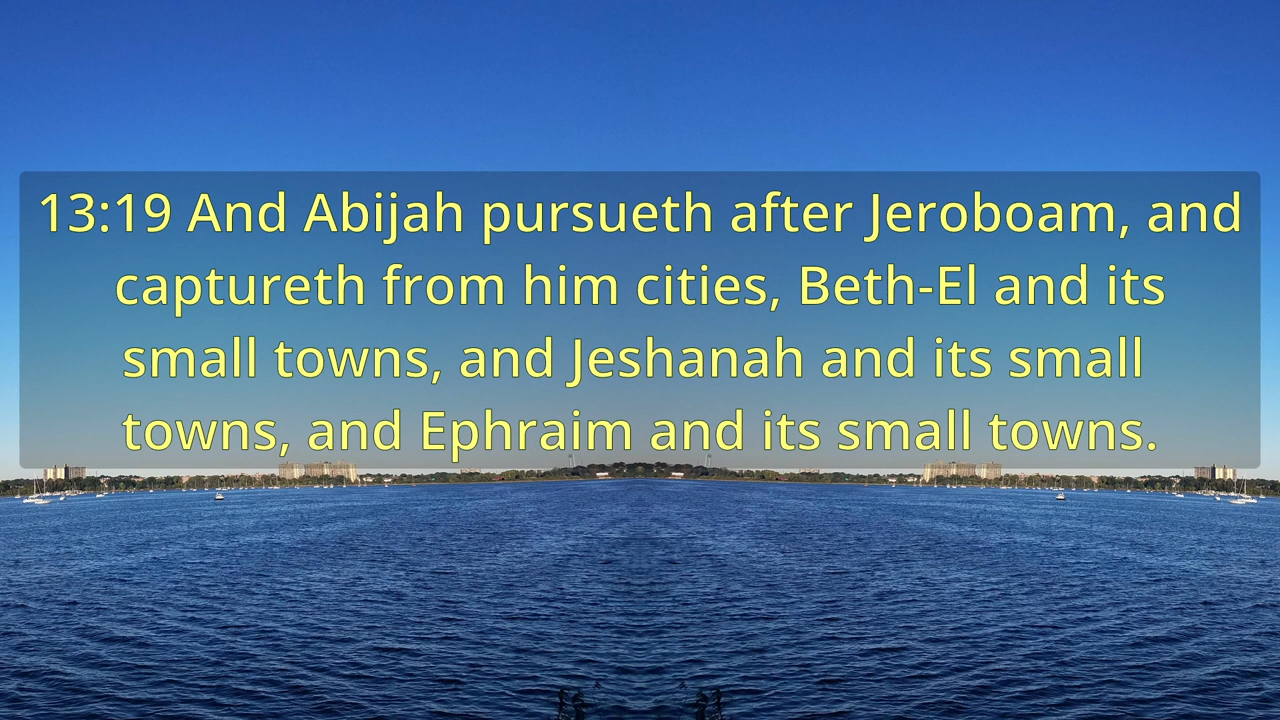 13:19 And Abijah pursueth after Jeroboam, and
captureth from him cities, Beth-El and its
small towns, and Jeshanah and its small
towns, and Ephraim and its small towns.